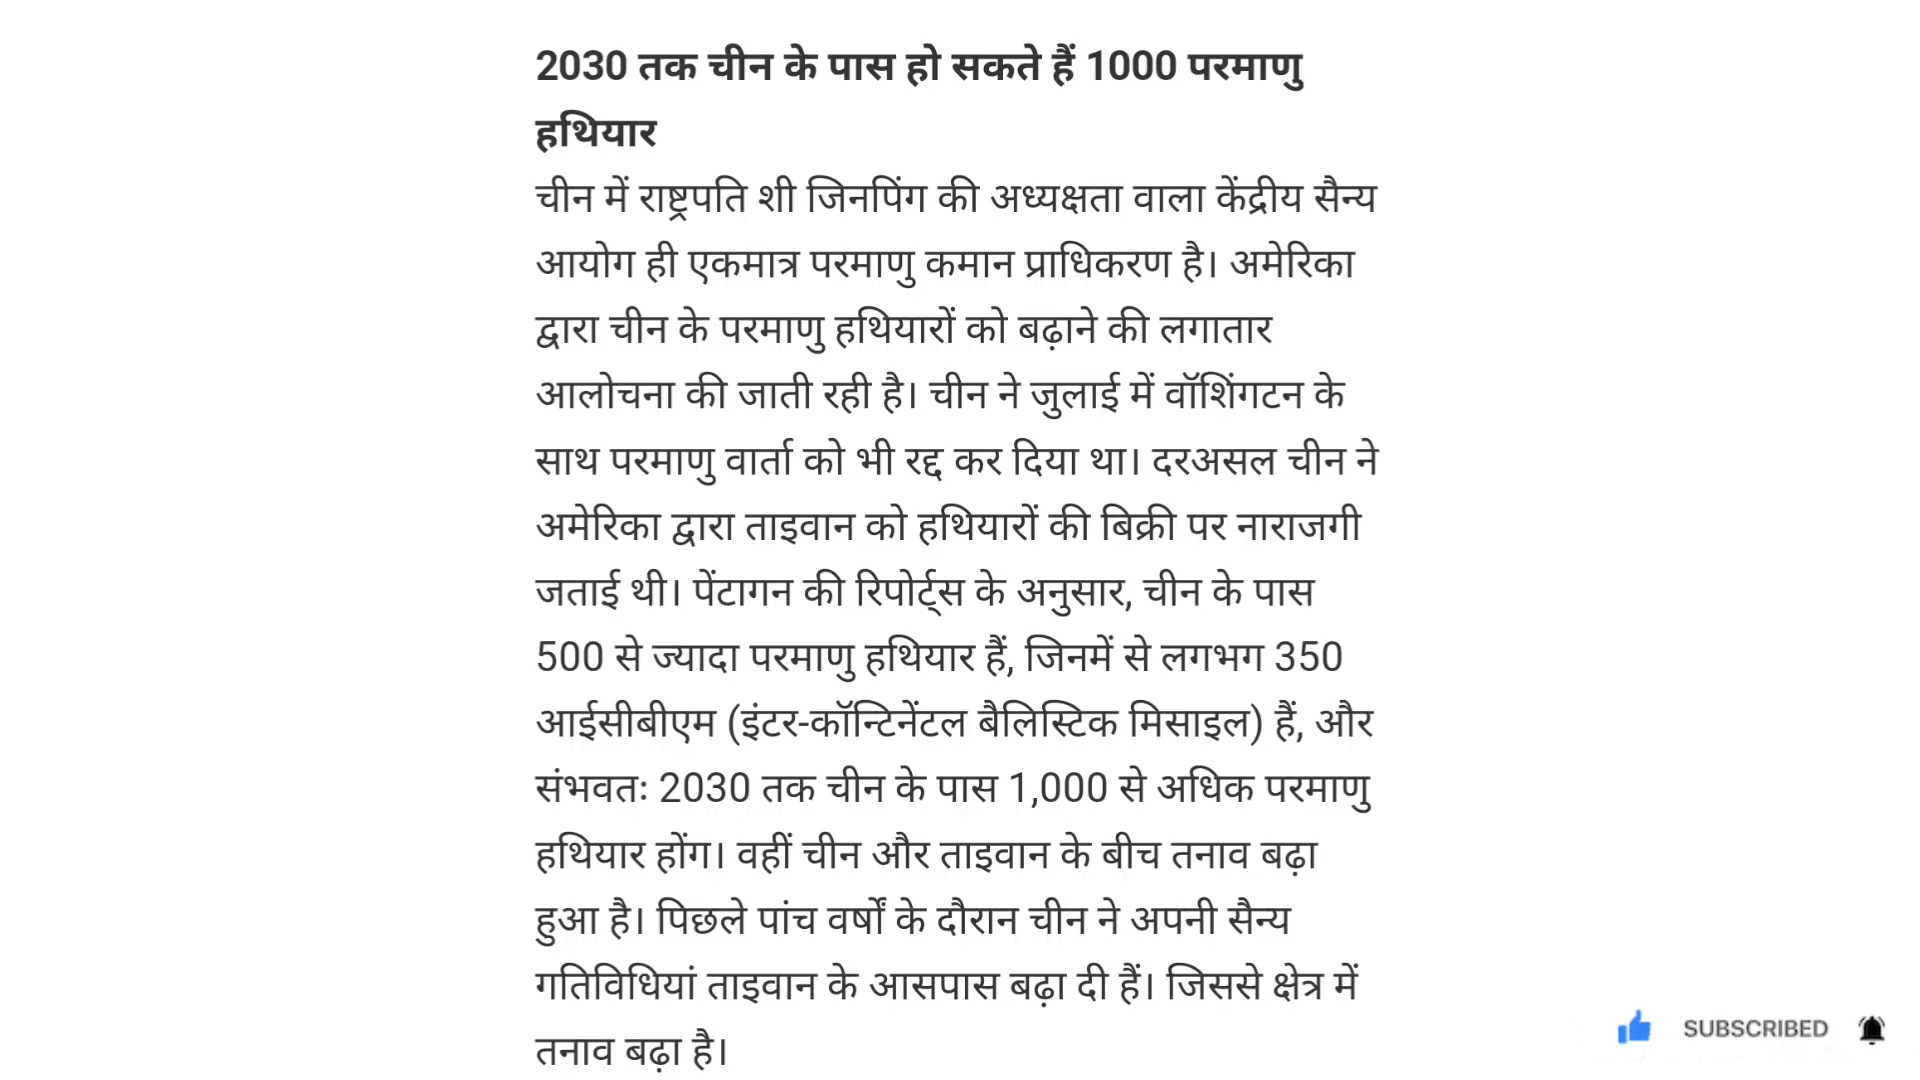 2030 तक चीन के पास हो सकते हैं 1000 परमाणु
हथियार
चीन में राष्ट्रपति शी जिनपिंग की अध्यक्षता वाला केंद्रीय सैन्य
आयोग ही एकमात्र परमाणु कमान प्राधिकरण है। अमेरिका
द्वारा चीन के परमाणु हथियारों को बढ़ाने की लगातार
आलोचना की जाती रही है। चीन ने जुलाई में वॉशिंगटन के
साथ परमाणु वार्ता को भी रद्द कर दिया था। दरअसल चीन ने
अमेरिका द्वारा ताइवान को हथियारों की बिक्री पर नाराजगी
जताई थी। पेंटागन की रिपोर्ट्स के अनुसार, चीन के पास
500 से ज्यादा परमाणु हथियार हैं, जिनमें से लगभग 350
आईसीबीएम (इंटर-कॉन्टिनेंटल बैलिस्टिक मिसाइल) हैं, और
संभवतः 2030 तक चीन के पास 1,000 से अधिक परमाणु
हथियार होंग। वहीं चीन और ताइवान के बीच तनाव बढ़ा
हुआ है। पिछले पांच वर्षों के दौरान चीन ने अपनी सैन्य
गतिविधियां ताइवान के आसपास बढ़ा दी हैं। जिससे क्षेत्र में
तनाव बढ़ा है।
SUBSCRIBED